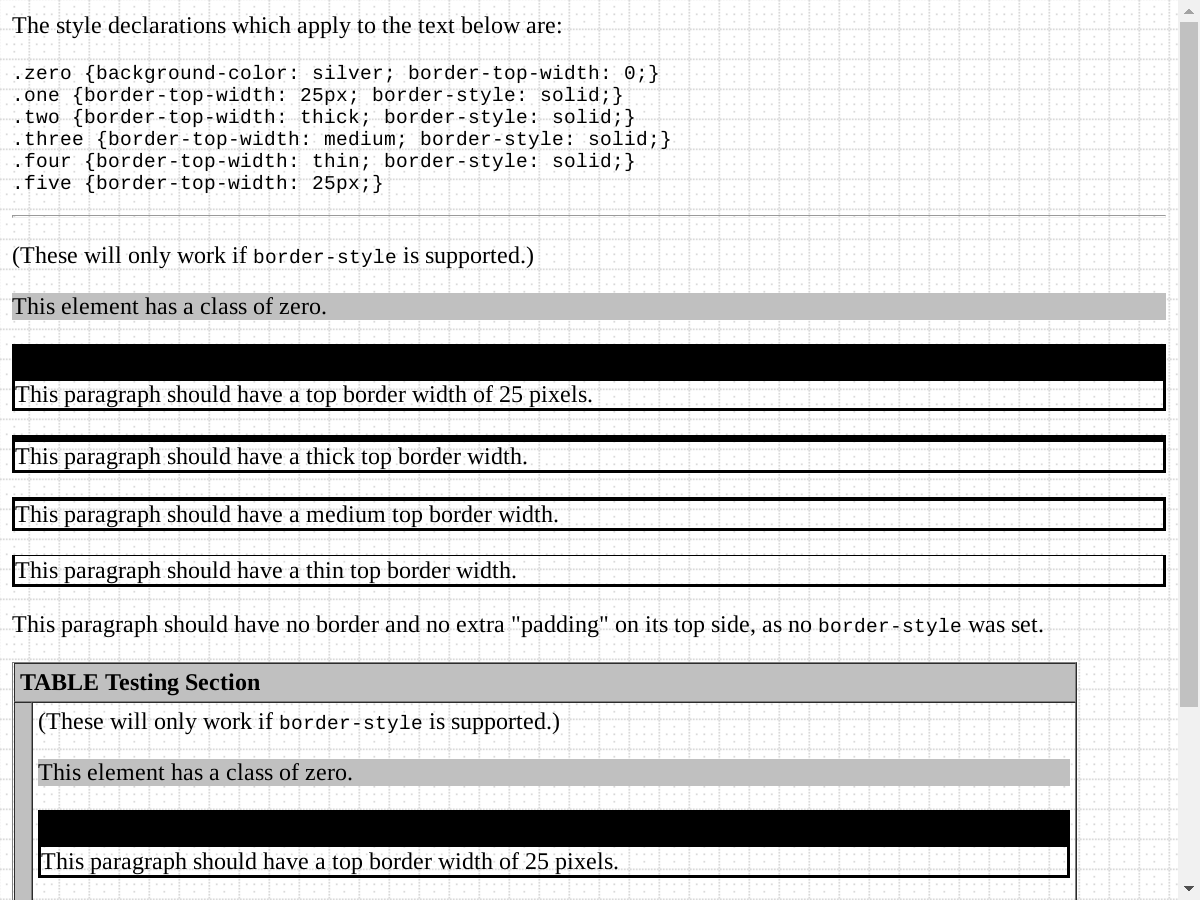 The style declarations which apply to the text below are:
.zero {background-color: silver; border-top-width: 0;}
.one {border-top-width: 25px; border-style: solid;}
.two {border-top-width: thick; border-style: solid;}
.three {border-top-width: medium; border-style: solid;}
.four {border-top-width: thin; border-style: solid;}
.five {border-top-width: 25px;}
(These will only work if border-style is supported.)
This element has a class of zero.
This paragraph should have a top border width of 25 pixels.
This paragraph should have a thick top border width.
This paragraph should have a medium top border width.
This paragraph should have a thin top border width.
This paragraph should have no border and no extra "padding" on its top side, as no border-style was set.
TABLE Testing Section
(These will only work if border-style is supported.)
This element has a class of zero.
This paragraph should have a top border width of 25 pixels.